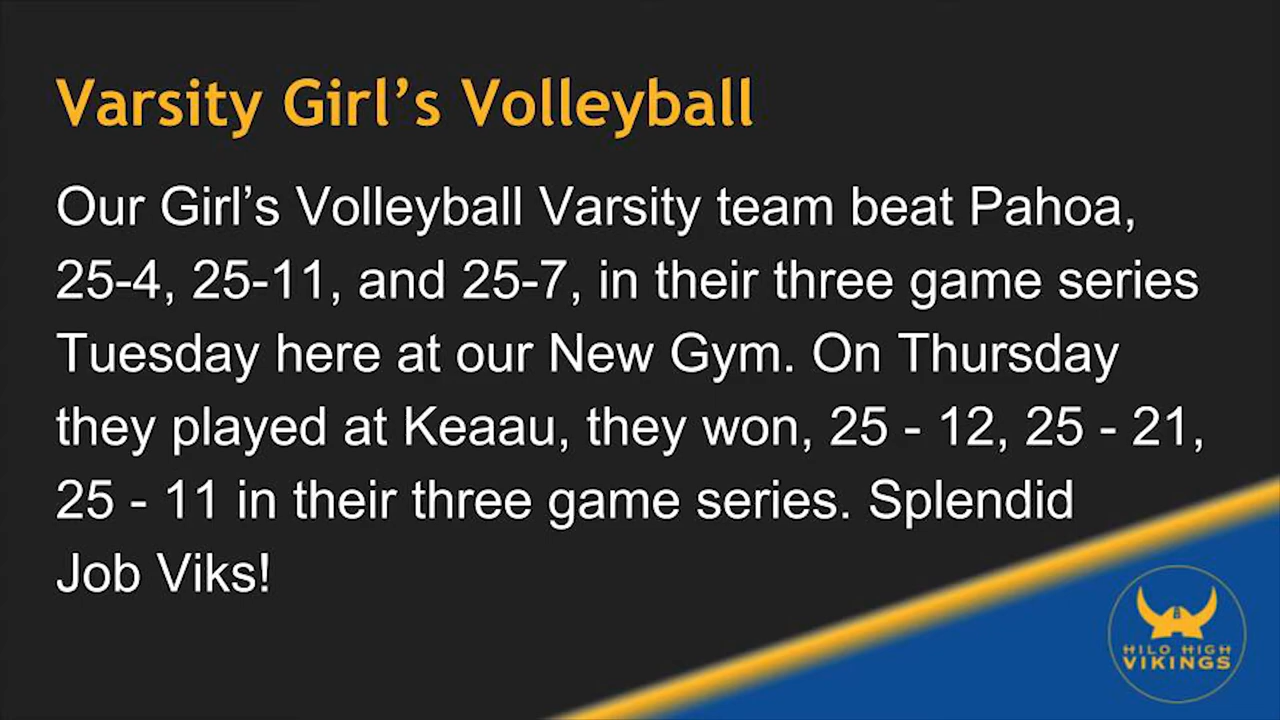 Varsity Girl’s Volleyball
Our Girl’s Volleyball Varsity team beat Pahoa,
25-4, 25-11, and 25-7, in their three game series
Tuesday here at our New Gym. On Thursday
they played at Keaau, they won, 25 - 12, 25 - 21,
25 - 11 in their three game series. Splendid
Job Viks!
HILO HIGH
VIKINGS